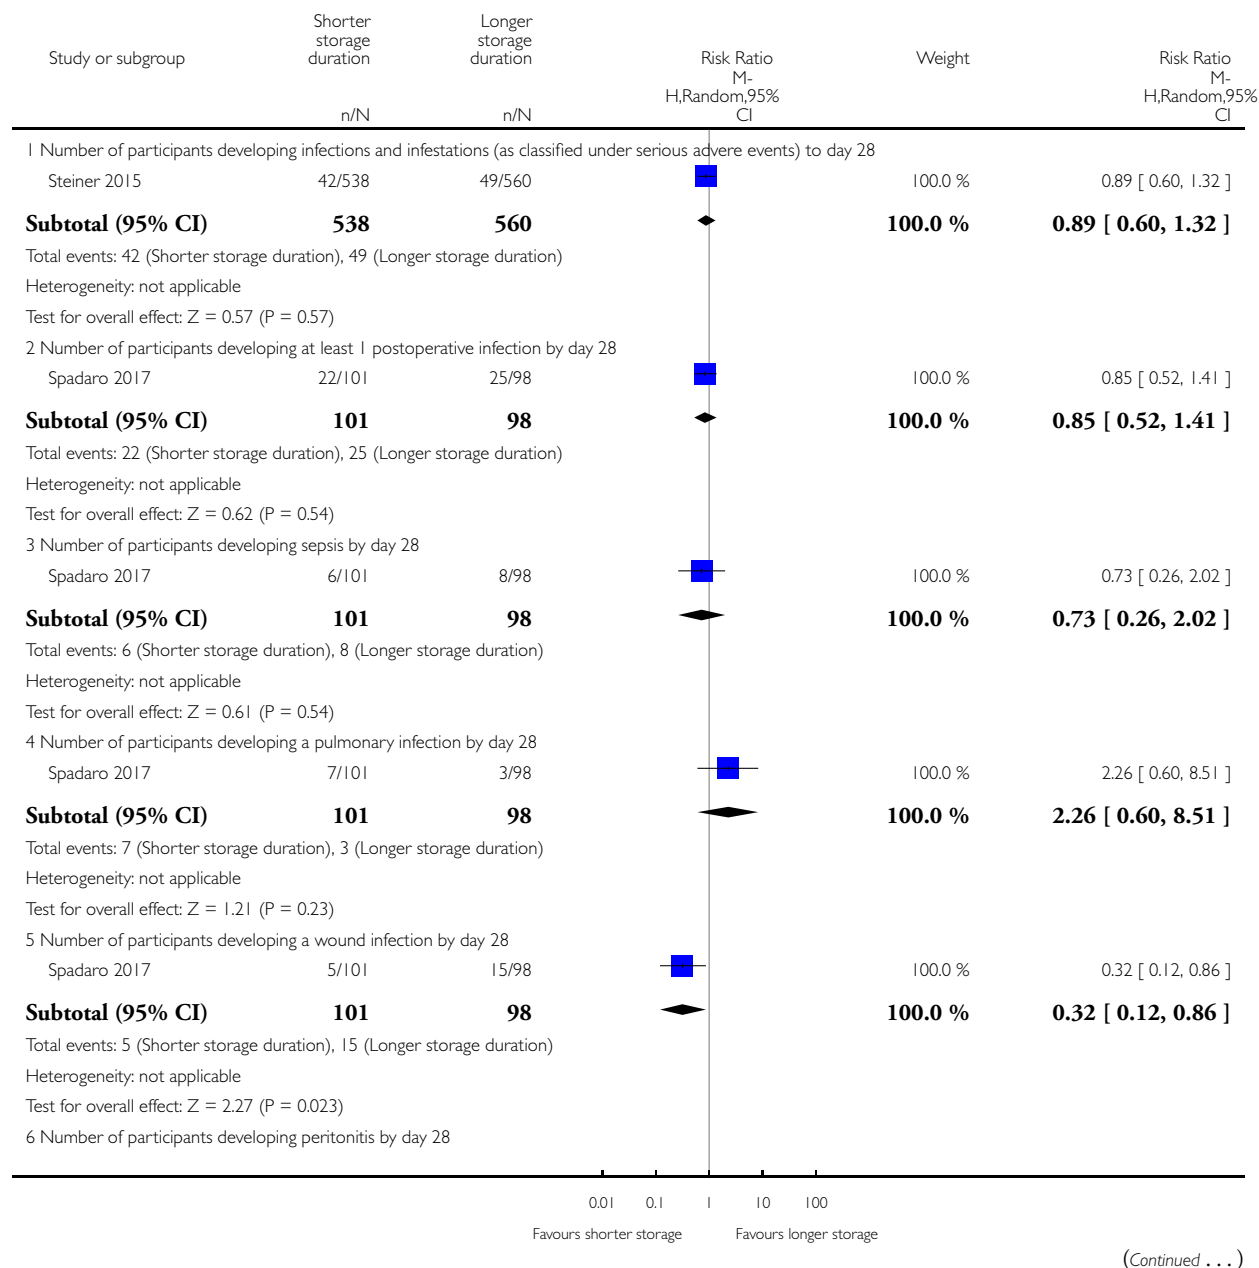 Study or subgroup Shorter storage duration Longer storage duration Risk Ratio Weight Risk Ratio
n/N n/N M-H,Random,95% CI M-H,Random,95% CI
1 Number of participants developing infections and infestations (as classified under serious advere events) to day 28
Steiner 2015 42/538 49/560 100.0 % 0.89 [ 0.60, 1.32 ]
Subtotal (95% CI) 538 560 100.0 % 0.89 [ 0.60, 1.32 ]
Total events: 42 (Shorter storage duration), 49 (Longer storage duration)
Heterogeneity: not applicable
Test for overall effect: Z = 0.57 (P = 0.57)
2 Number of participants developing at least 1 postoperative infection by day 28
Spadaro 2017 22/101 25/98 100.0 % 0.85 [ 0.52, 1.41 ]
Subtotal (95% CI) 101 98 100.0 % 0.85 [ 0.52, 1.41 ]
Total events: 22 (Shorter storage duration), 25 (Longer storage duration)
Heterogeneity: not applicable
Test for overall effect: Z = 0.62 (P = 0.54)
3 Number of participants developing sepsis by day 28
Spadaro 2017 6/101 8/98 100.0 % 0.73 [ 0.26, 2.02 ]
Subtotal (95% CI) 101 98 100.0 % 0.73 [ 0.26, 2.02 ]
Total events: 6 (Shorter storage duration), 8 (Longer storage duration)
Heterogeneity: not applicable
Test for overall effect: Z = 0.61 (P = 0.54)
4 Number of participants developing a pulmonary infection by day 28
Spadaro 2017 7/101 3/98 100.0 % 2.26 [ 0.60, 8.51 ]
Subtotal (95% CI) 101 98 100.0 % 2.26 [ 0.60, 8.51 ]
Total events: 7 (Shorter storage duration), 3 (Longer storage duration)
Heterogeneity: not applicable
Test for overall effect: Z = 1.21 (P = 0.23)
5 Number of participants developing a wound infection by day 28
Spadaro 2017 5/101 15/98 100.0 % 0.32 [ 0.12, 0.86 ]
Subtotal (95% CI) 101 98 100.0 % 0.32 [ 0.12, 0.86 ]
Total events: 5 (Shorter storage duration), 15 (Longer storage duration)
Heterogeneity: not applicable
Test for overall effect: Z = 2.27 (P = 0.023)
6 Number of participants developing peritonitis by day 28
0.01 0.1 1 10 100
Favours shorter storage Favours longer storage
(Continued . . . )